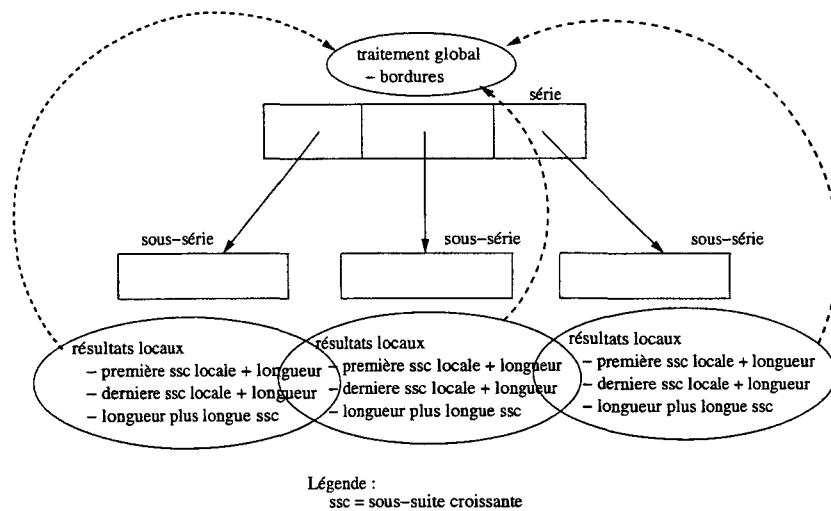 traitement global
– bordures
série
sous–série
sous–série
sous–série
résultats locaux
– première ssc locale + longueur
– derniere ssc locale + longueur
– longueur plus longue ssc
résultats locaux
– première ssc locale + longueur
– derniere ssc locale + longueur
– longueur plus longue ssc
résultats locaux
– première ssc locale + longueur
– derniere ssc locale + longueur
– longueur plus longue ssc
Légende :
ssc = sous–suite croissante